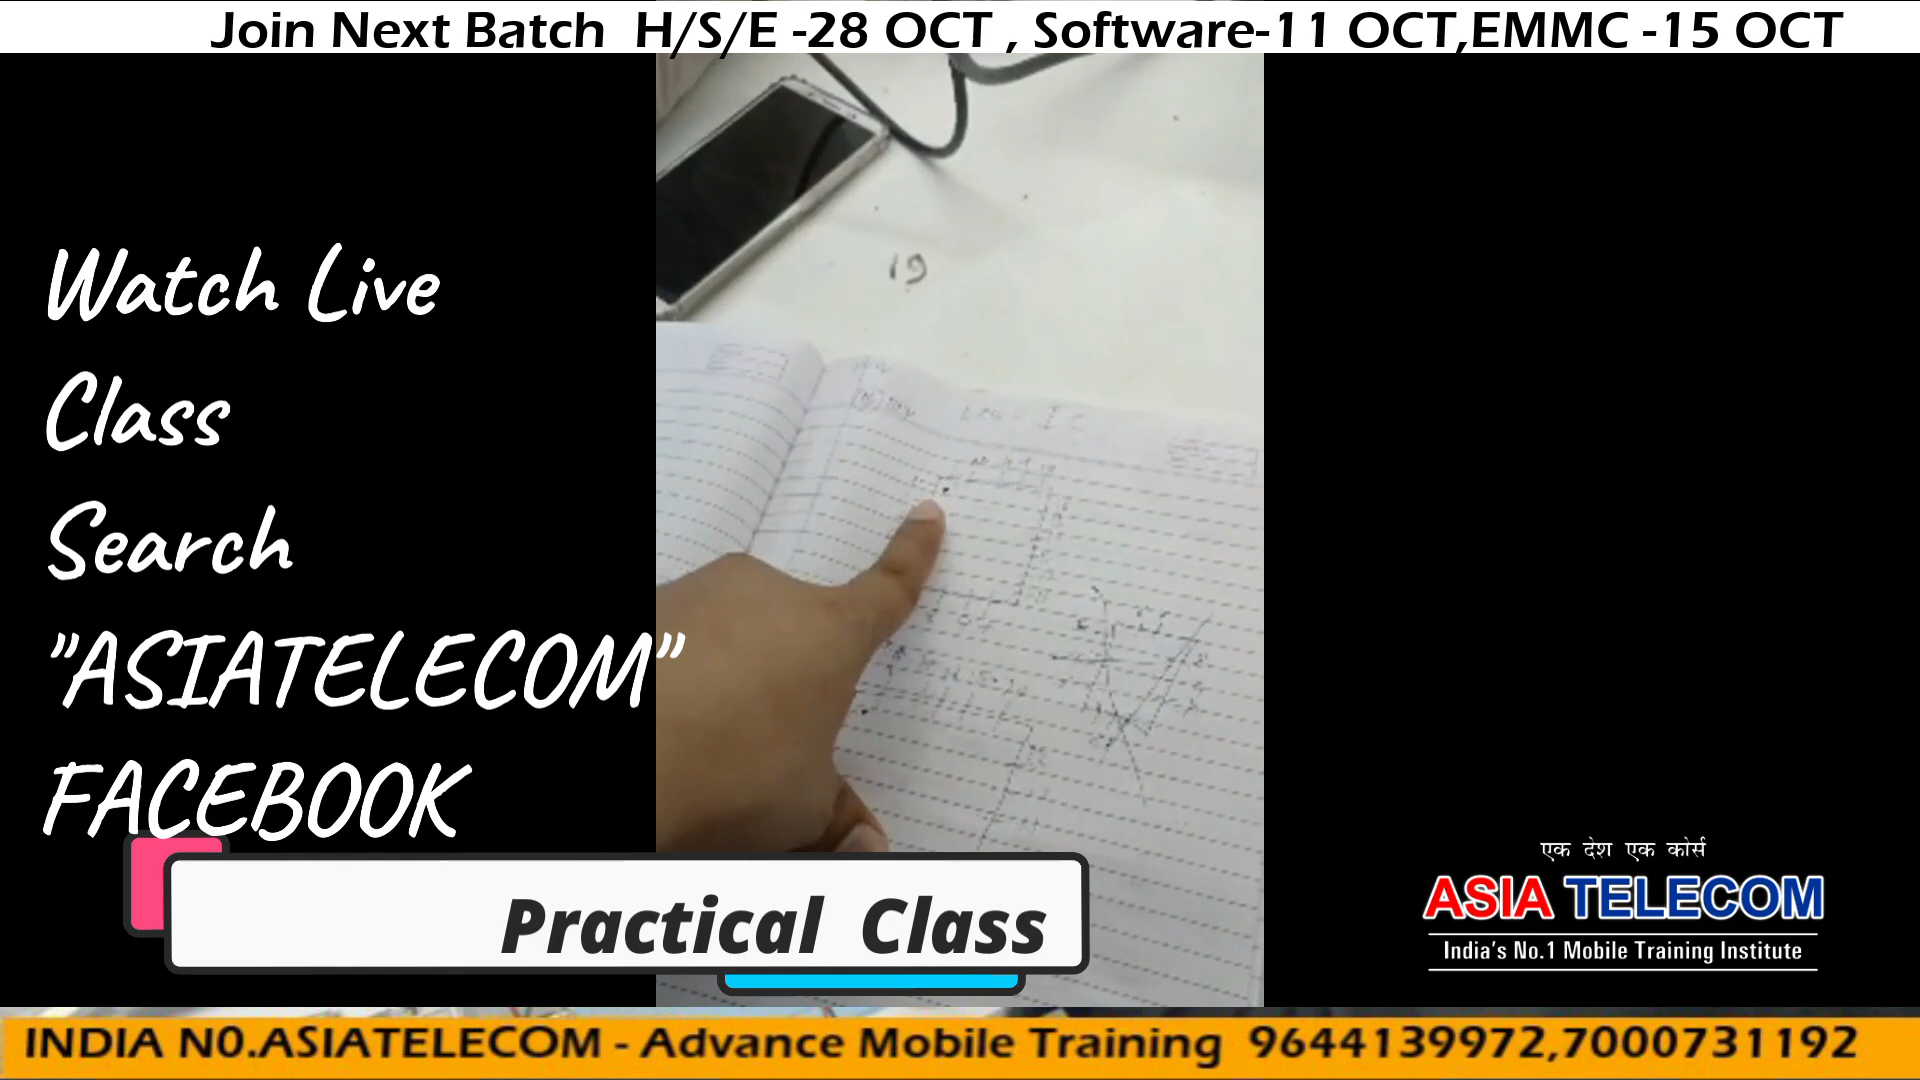 Join Next Batch H/S/E -28 OCT , Software-11 OCT,EMMC -15 OCT
Watch Live
Class
Search
"ASIATELECOM"
FACEBOOK
19
Practical Class
एक देश एक कोर्स
ASIA TELECOM
India's No.1 Mobile Training Institute
INDIA N0.ASIATELECOM - Advance Mobile Training 9644139972,7000731192